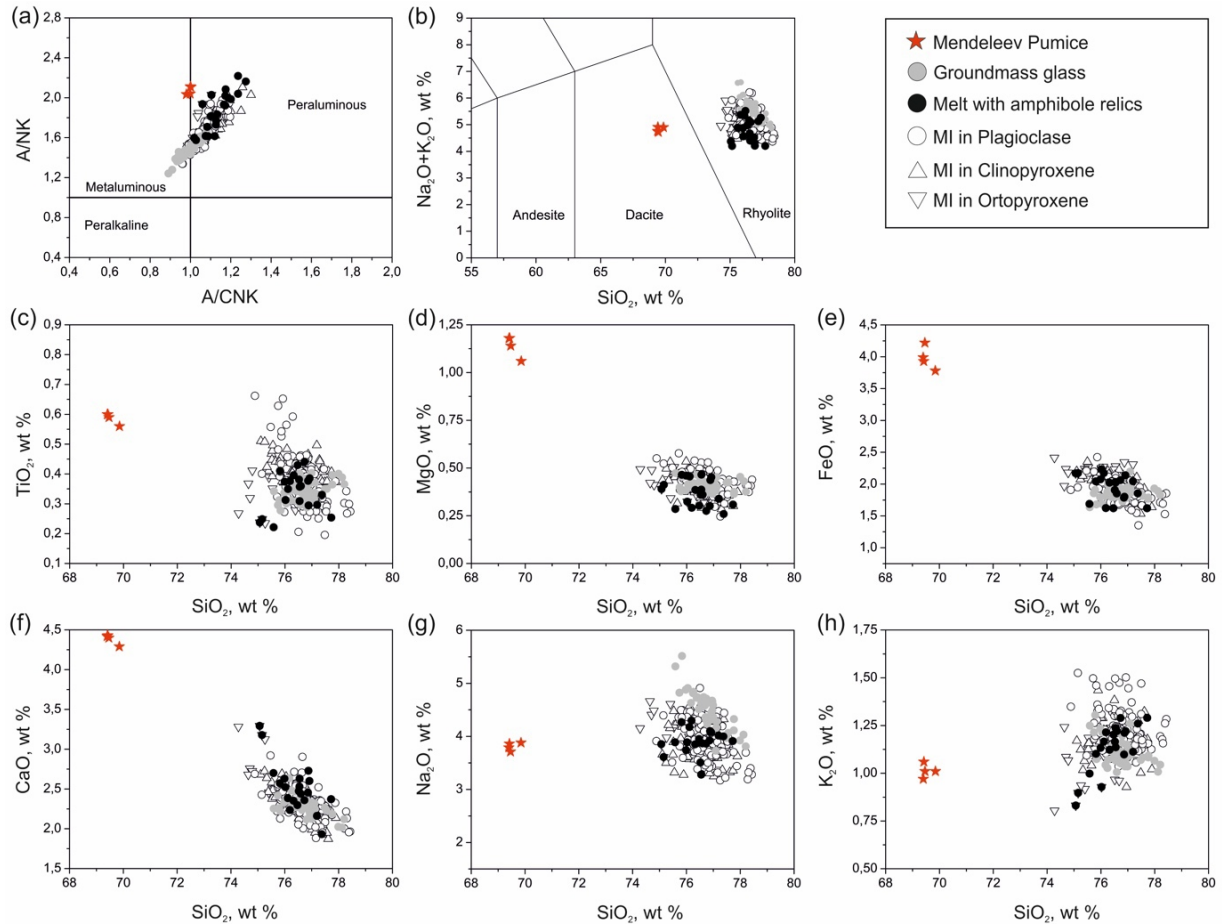 (a)
2,8
2,4
2,0
1,6
1,2
0,8
0,4
A/NK
Peraluminous
Metaluminous
Peralkaline
0,4 0,6 0,8 1,0 1,2 1,4 1,6 1,8 2,0
A/CNK
(b)
9
8
7
6
5
4
3
2
1
0
Na₂O+K₂O, wt %
Andesite Dacite Rhyolite
55 60 65 70 75 80
SiO₂, wt %
Mendeleev Pumice
Groundmass glass
Melt with amphibole relics
MI in Plagioclase
MI in Clinopyroxene
MI in Ortopyroxene
(c)
0,9
0,8
0,7
0,6
0,5
0,4
0,3
0,2
0,1
TiO₂, wt %
68 70 72 74 76 78 80
SiO₂, wt %
(d)
1,25
1,00
0,75
0,50
0,25
0,00
MgO, wt %
68 70 72 74 76 78 80
SiO₂, wt %
(e)
4,5
4,0
3,5
3,0
2,5
2,0
1,5
1,0
FeO, wt %
68 70 72 74 76 78 80
SiO₂, wt %
(f)
4,5
4,0
3,5
3,0
2,5
2,0
1,5
CaO, wt %
68 70 72 74 76 78 80
SiO₂, wt %
(g)
6
5
4
3
2
Na₂O, wt %
68 70 72 74 76 78 80
SiO₂, wt %
(h)
1,75
1,50
1,25
1,00
0,75
0,50
K₂O, wt %
68 70 72 74 76 78 80
SiO₂, wt %